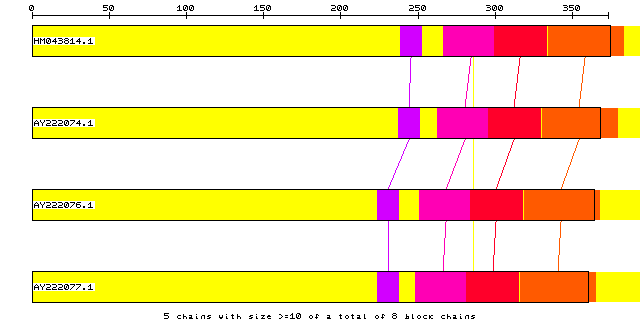 0 50 100 150 200 250 300 350
HM043814.1
AY222074.1
AY222076.1
AY222077.1
5 chains with size >=10 of a total of 8 block chains